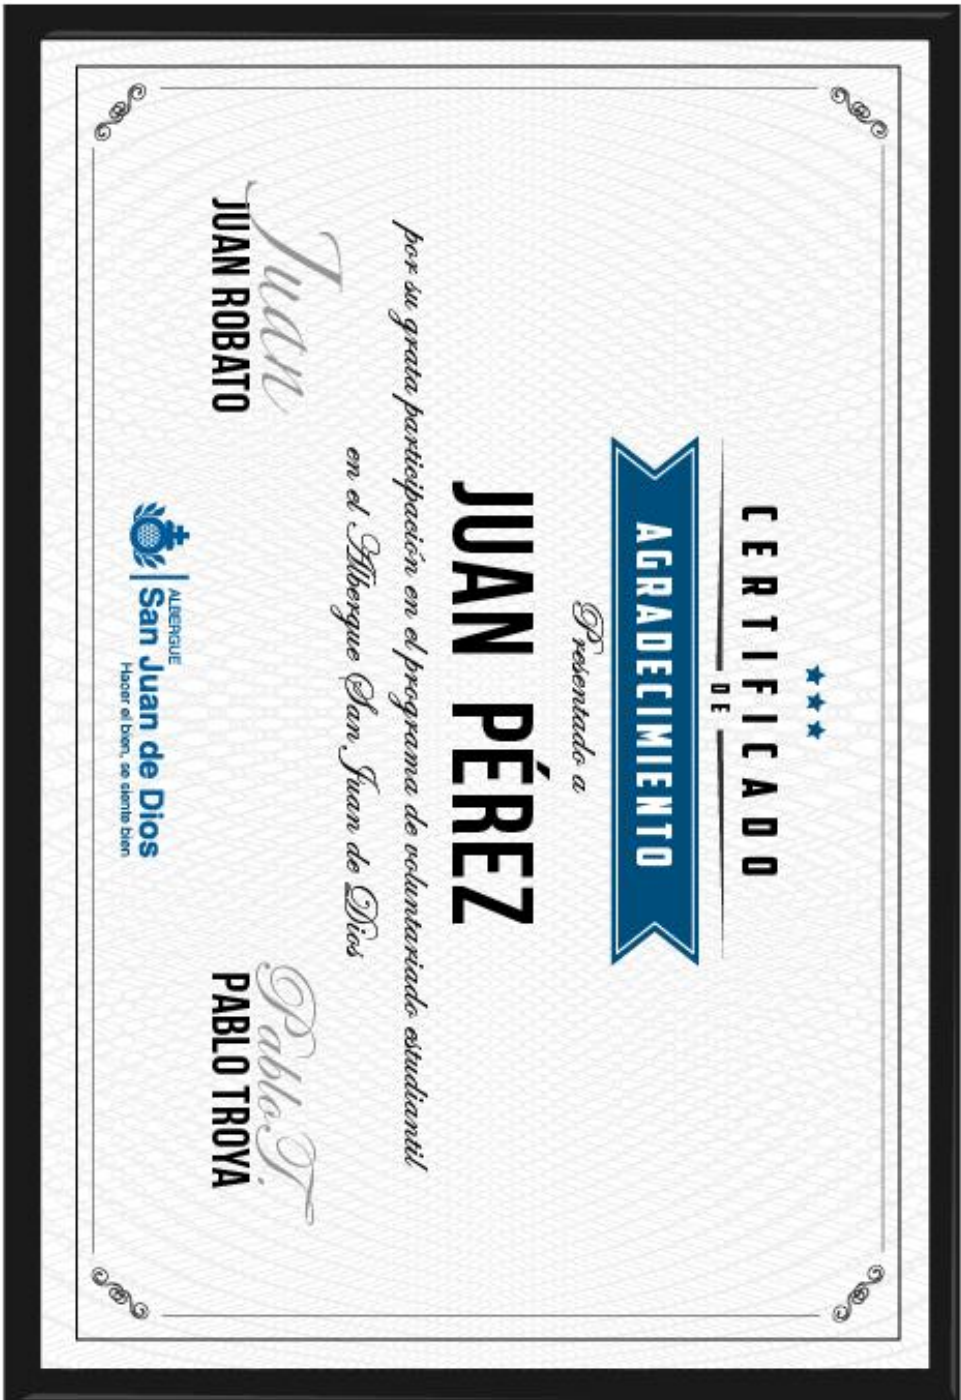 CERTIFICADO
DE
AGRADECIMIENTO
Presentado a
JUAN PÉREZ
por su grata participación en el programa de voluntariado estudiantil
en el Albergue San Juan de Dios
Juan
JUAN ROBATO
Pablo T.
PABLO TROYA
ALBERGUE
San Juan de Dios
Hacer el bien, se siente bien